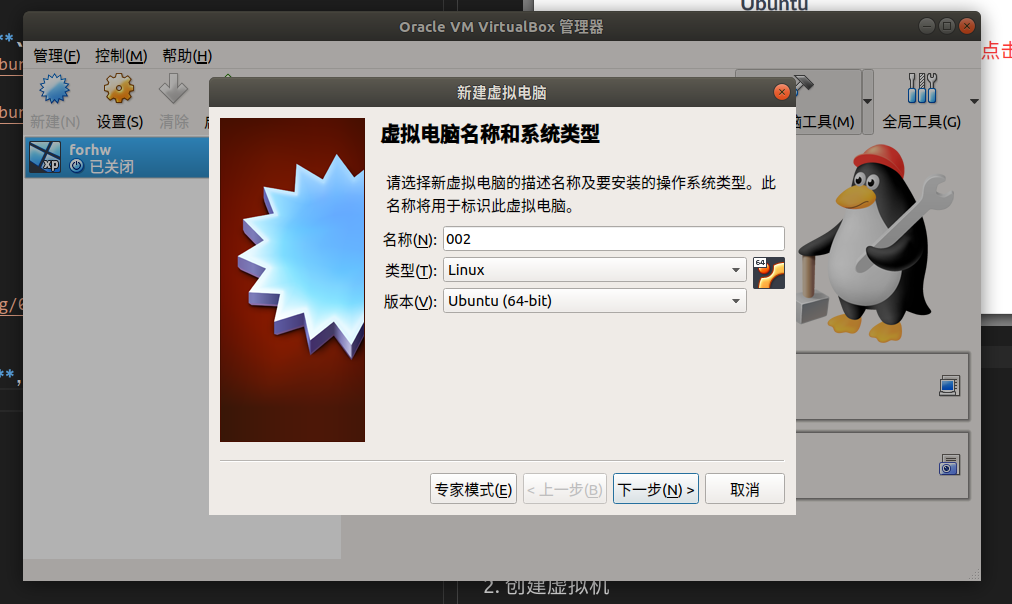 Ubuntu
Oracle VM VirtualBox 管理器
点击
管理(F) 控制(M) 帮助(H)
新建(N) 设置(S) 清除
工具(M) 全局工具(G)
新建虚拟电脑
forhw
已关闭
xp
虚拟电脑名称和系统类型
请选择新虚拟电脑的描述名称及要安装的操作系统类型。此
名称将用于标识此虚拟电脑。
名称(N): 002
类型(T): Linux
64
版本(V): Ubuntu (64-bit)
专家模式(E) < 上一步(B) 下一步(N) > 取消
2. 创建虚拟机